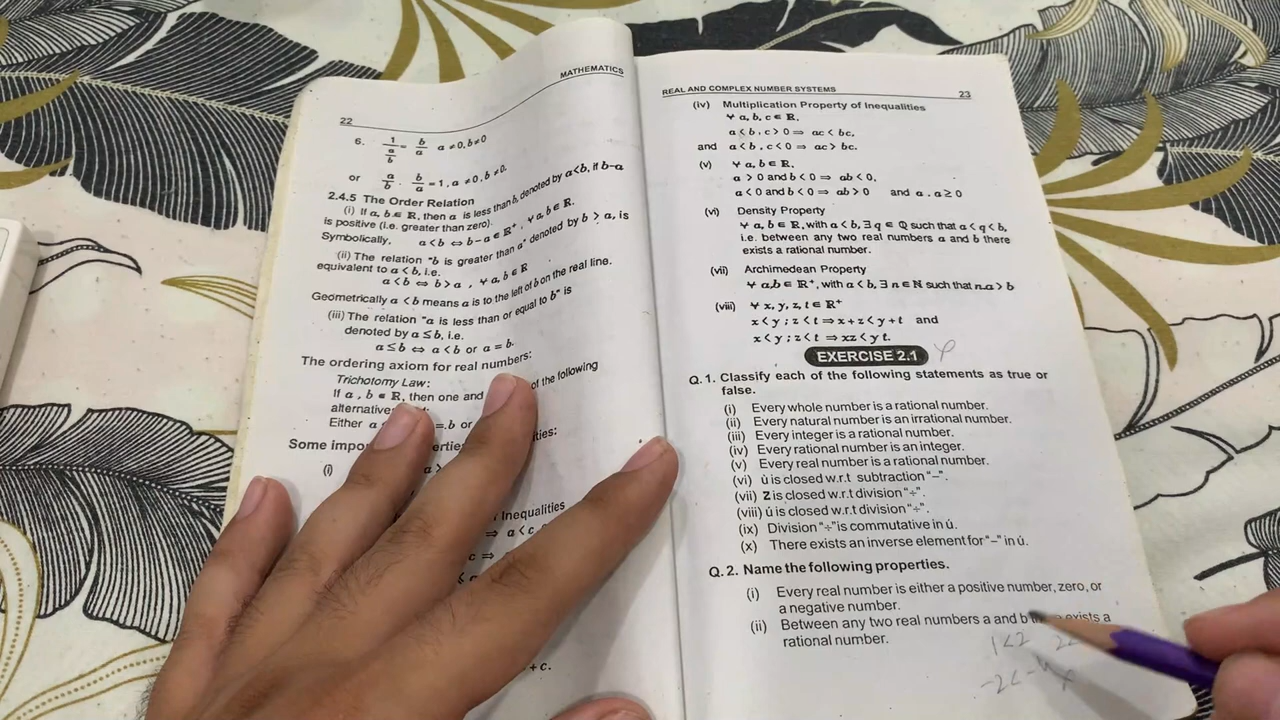 MATHEMATICS
22
6. 1/(a/b) = b/a a ≠ 0, b ≠ 0
or a/b . b/a = 1, a ≠ 0, b ≠ 0.
2.4.5 The Order Relation
(i) If a, b ∈ R, then a is less than b, denoted by a < b, if b–a
is positive (i.e. greater than zero).
Symbolically, a < b ⇔ b–a ∈ R⁺, ∀ a, b ∈ R.
(ii) The relation "b is greater than a" denoted by b > a, is
equivalent to a < b, i.e.
a < b ⇔ b > a, ∀ a, b ∈ R
Geometrically a < b means a is to the left of b on the real line.
(iii) The relation "a is less than or equal to b" is
denoted by a ≤ b, i.e.
a ≤ b ⇔ a < b or a = b.
The ordering axiom for real numbers:
Trichotomy Law:
If a, b ∈ R, then one and of the following
Either a
Some
(i)
Inequalities
+ c.
REAL AND COMPLEX NUMBER SYSTEMS 23
(iv) Multiplication Property of Inequalities
∀ a, b, c ∈ R,
a < b, c > 0 ⇒ ac < bc,
and a < b, c < 0 ⇒ ac > bc.
(v) ∀ a, b ∈ R,
a > 0 and b < 0 ⇒ ab < 0,
a < 0 and b < 0 ⇒ ab > 0 and a . a ≥ 0
(vi) Density Property
∀ a, b ∈ R, with a < b, ∃ q ∈ Q such that a < q < b,
i.e. between any two real numbers a and b there
exists a rational number.
(vii) Archimedean Property
∀ a, b ∈ R⁺, with a < b, ∃ n ∈ N such that n.a > b
(viii) ∀ x, y, z, t ∈ R⁺
x < y ; z < t ⇒ x + z < y + t and
x < y ; z < t ⇒ xz < yt.
EXERCISE 2.1
Q. 1. Classify each of the following statements as true or
false.
(i) Every whole number is a rational number.
(ii) Every natural number is an irrational number.
(iii) Every integer is a rational number.
(iv) Every rational number is an integer.
(v) Every real number is a rational number.
(vi) ú is closed w.r.t subtraction "–".
(vii) Z is closed w.r.t division "÷".
(viii) ú is closed w.r.t division "÷".
(ix) Division "÷" is commutative in ú.
(x) There exists an inverse element for "–" in ú.
Q. 2. Name the following properties.
(i) Every real number is either a positive number, zero, or
a negative number.
(ii) Between any two real numbers a and b exists a
rational number.
1<2